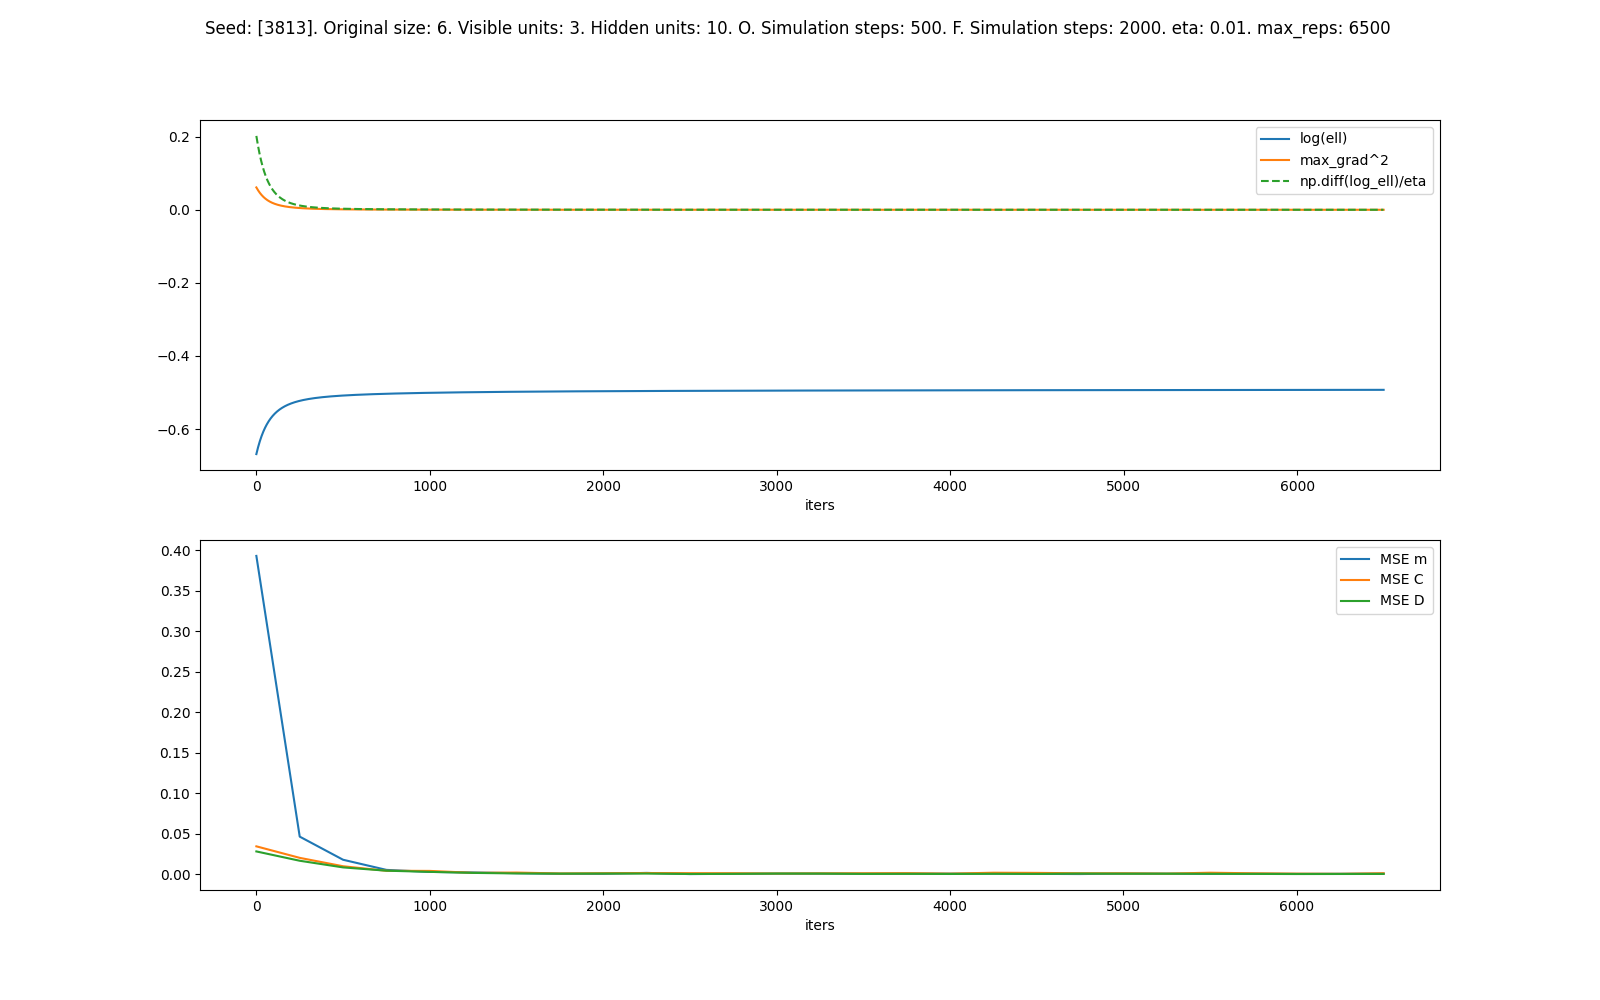 Seed: [3813]. Original size: 6. Visible units: 3. Hidden units: 10. O. Simulation steps: 500. F. Simulation steps: 2000. eta: 0.01. max_reps: 6500
0.2
0.0
−0.2
−0.4
−0.6
log(ell)
max_grad^2
np.diff(log_ell)/eta
0 1000 2000 3000 4000 5000 6000
iters
0.40
0.35
0.30
0.25
0.20
0.15
0.10
0.05
0.00
MSE m
MSE C
MSE D
0 1000 2000 3000 4000 5000 6000
iters